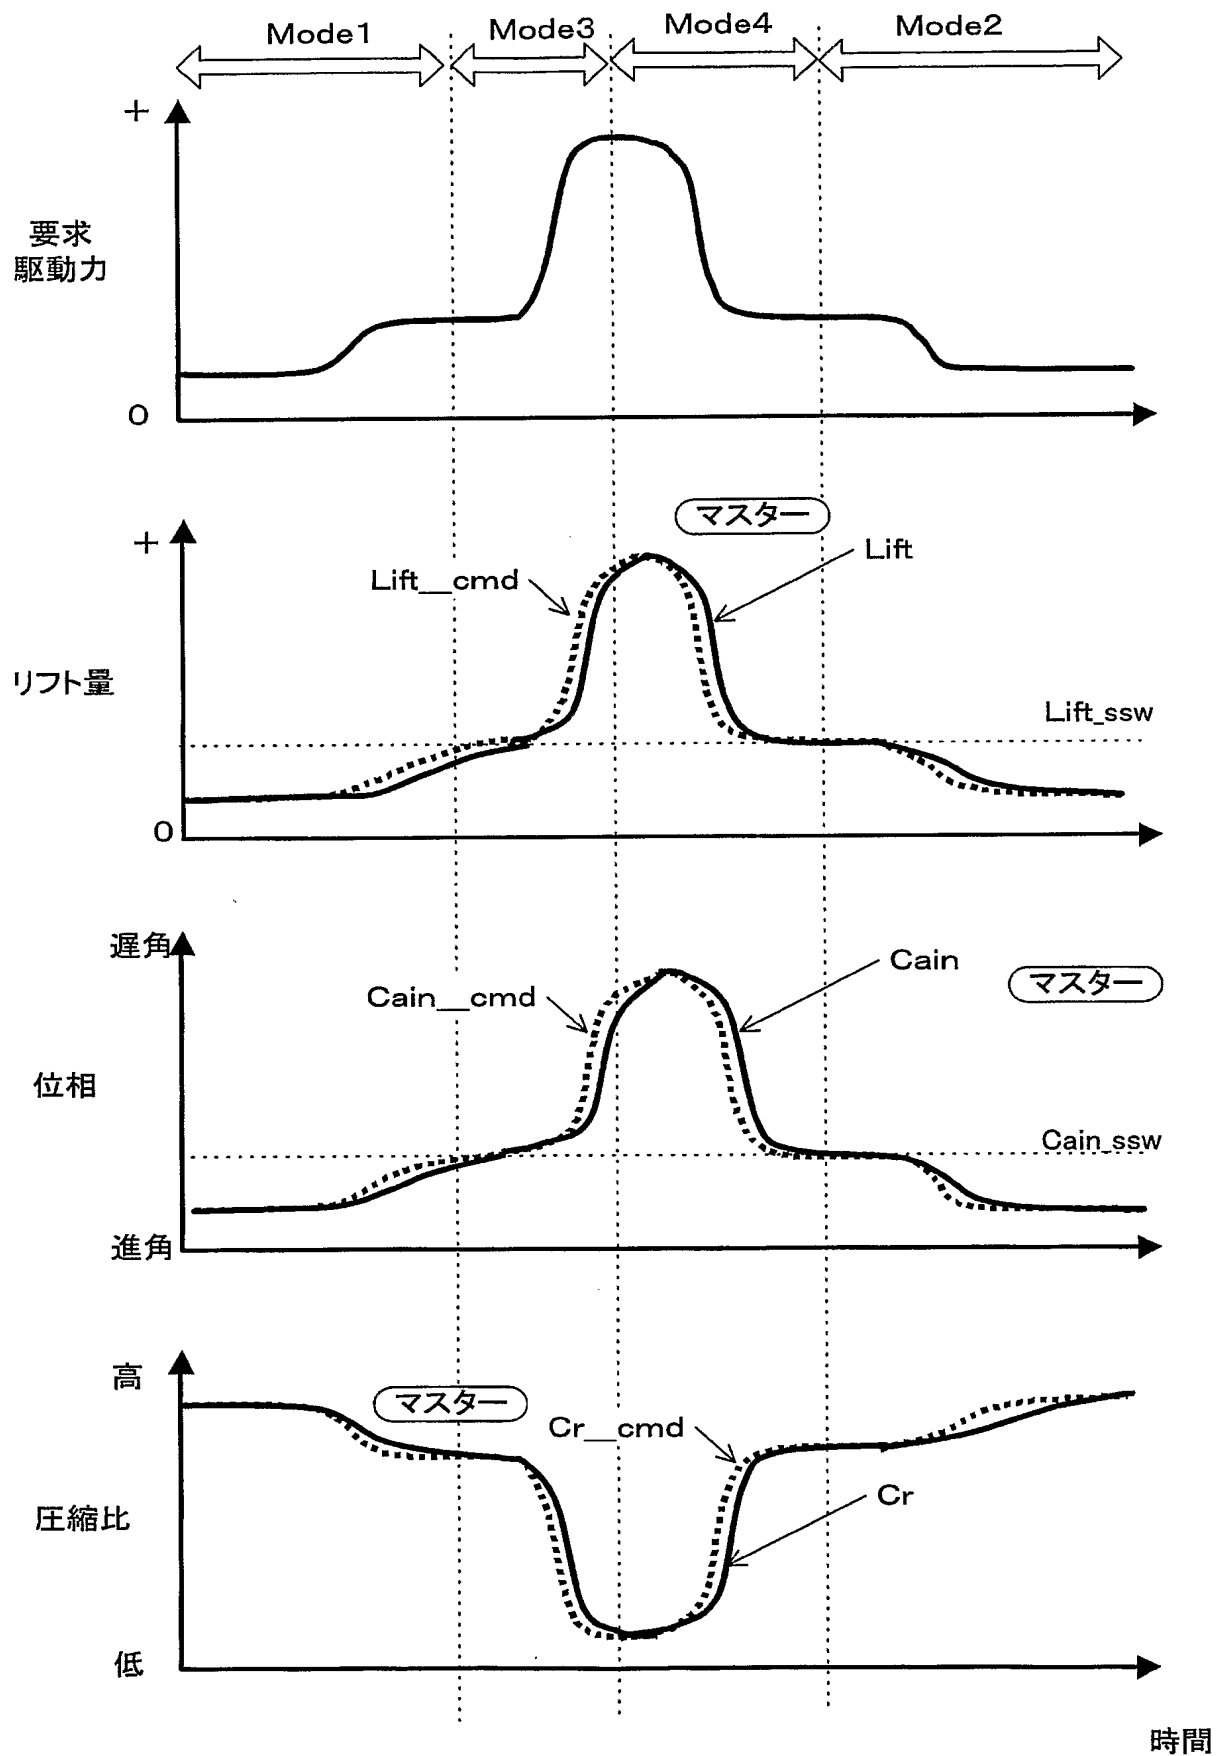 Mode1
Mode3
Mode4
Mode2
+
要求
駆動力
0
マスター
+
Lift
Lift__cmd
リフト量
Lift_ssw
0
遅角
Cain
マスター
Cain__cmd
位相
Cain_ssw
進角
高
マスター
Cr__cmd
Cr
圧縮比
低
時間